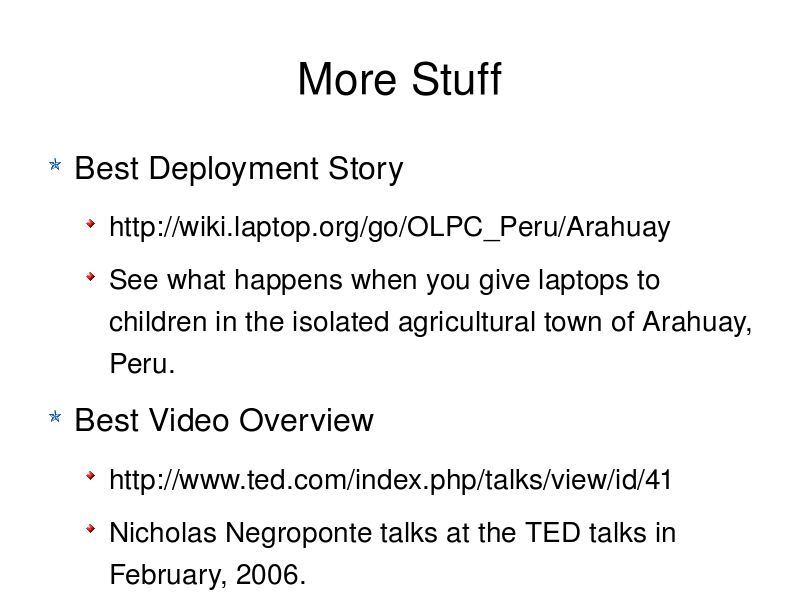 More Stuff
Best Deployment Story
http://wiki.laptop.org/go/OLPC_Peru/Arahuay
See what happens when you give laptops to
children in the isolated agricultural town of Arahuay,
Peru.
Best Video Overview
http://www.ted.com/index.php/talks/view/id/41
Nicholas Negroponte talks at the TED talks in
February, 2006.